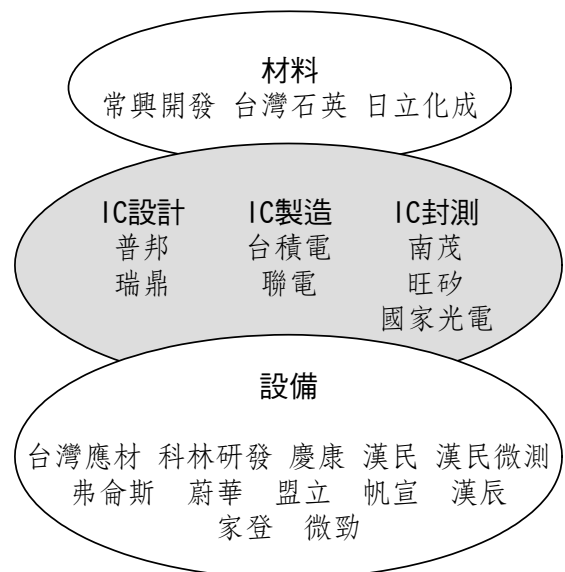 材料
常興開發 台灣石英 日立化成
IC設計 IC製造 IC封測
普邦 台積電 南茂
瑞鼎 聯電 旺矽
國家光電
設備
台灣應材 科林研發 慶康 漢民 漢民微測
弗侖斯 蔚華 盟立 帆宣 漢辰
家登 微勁